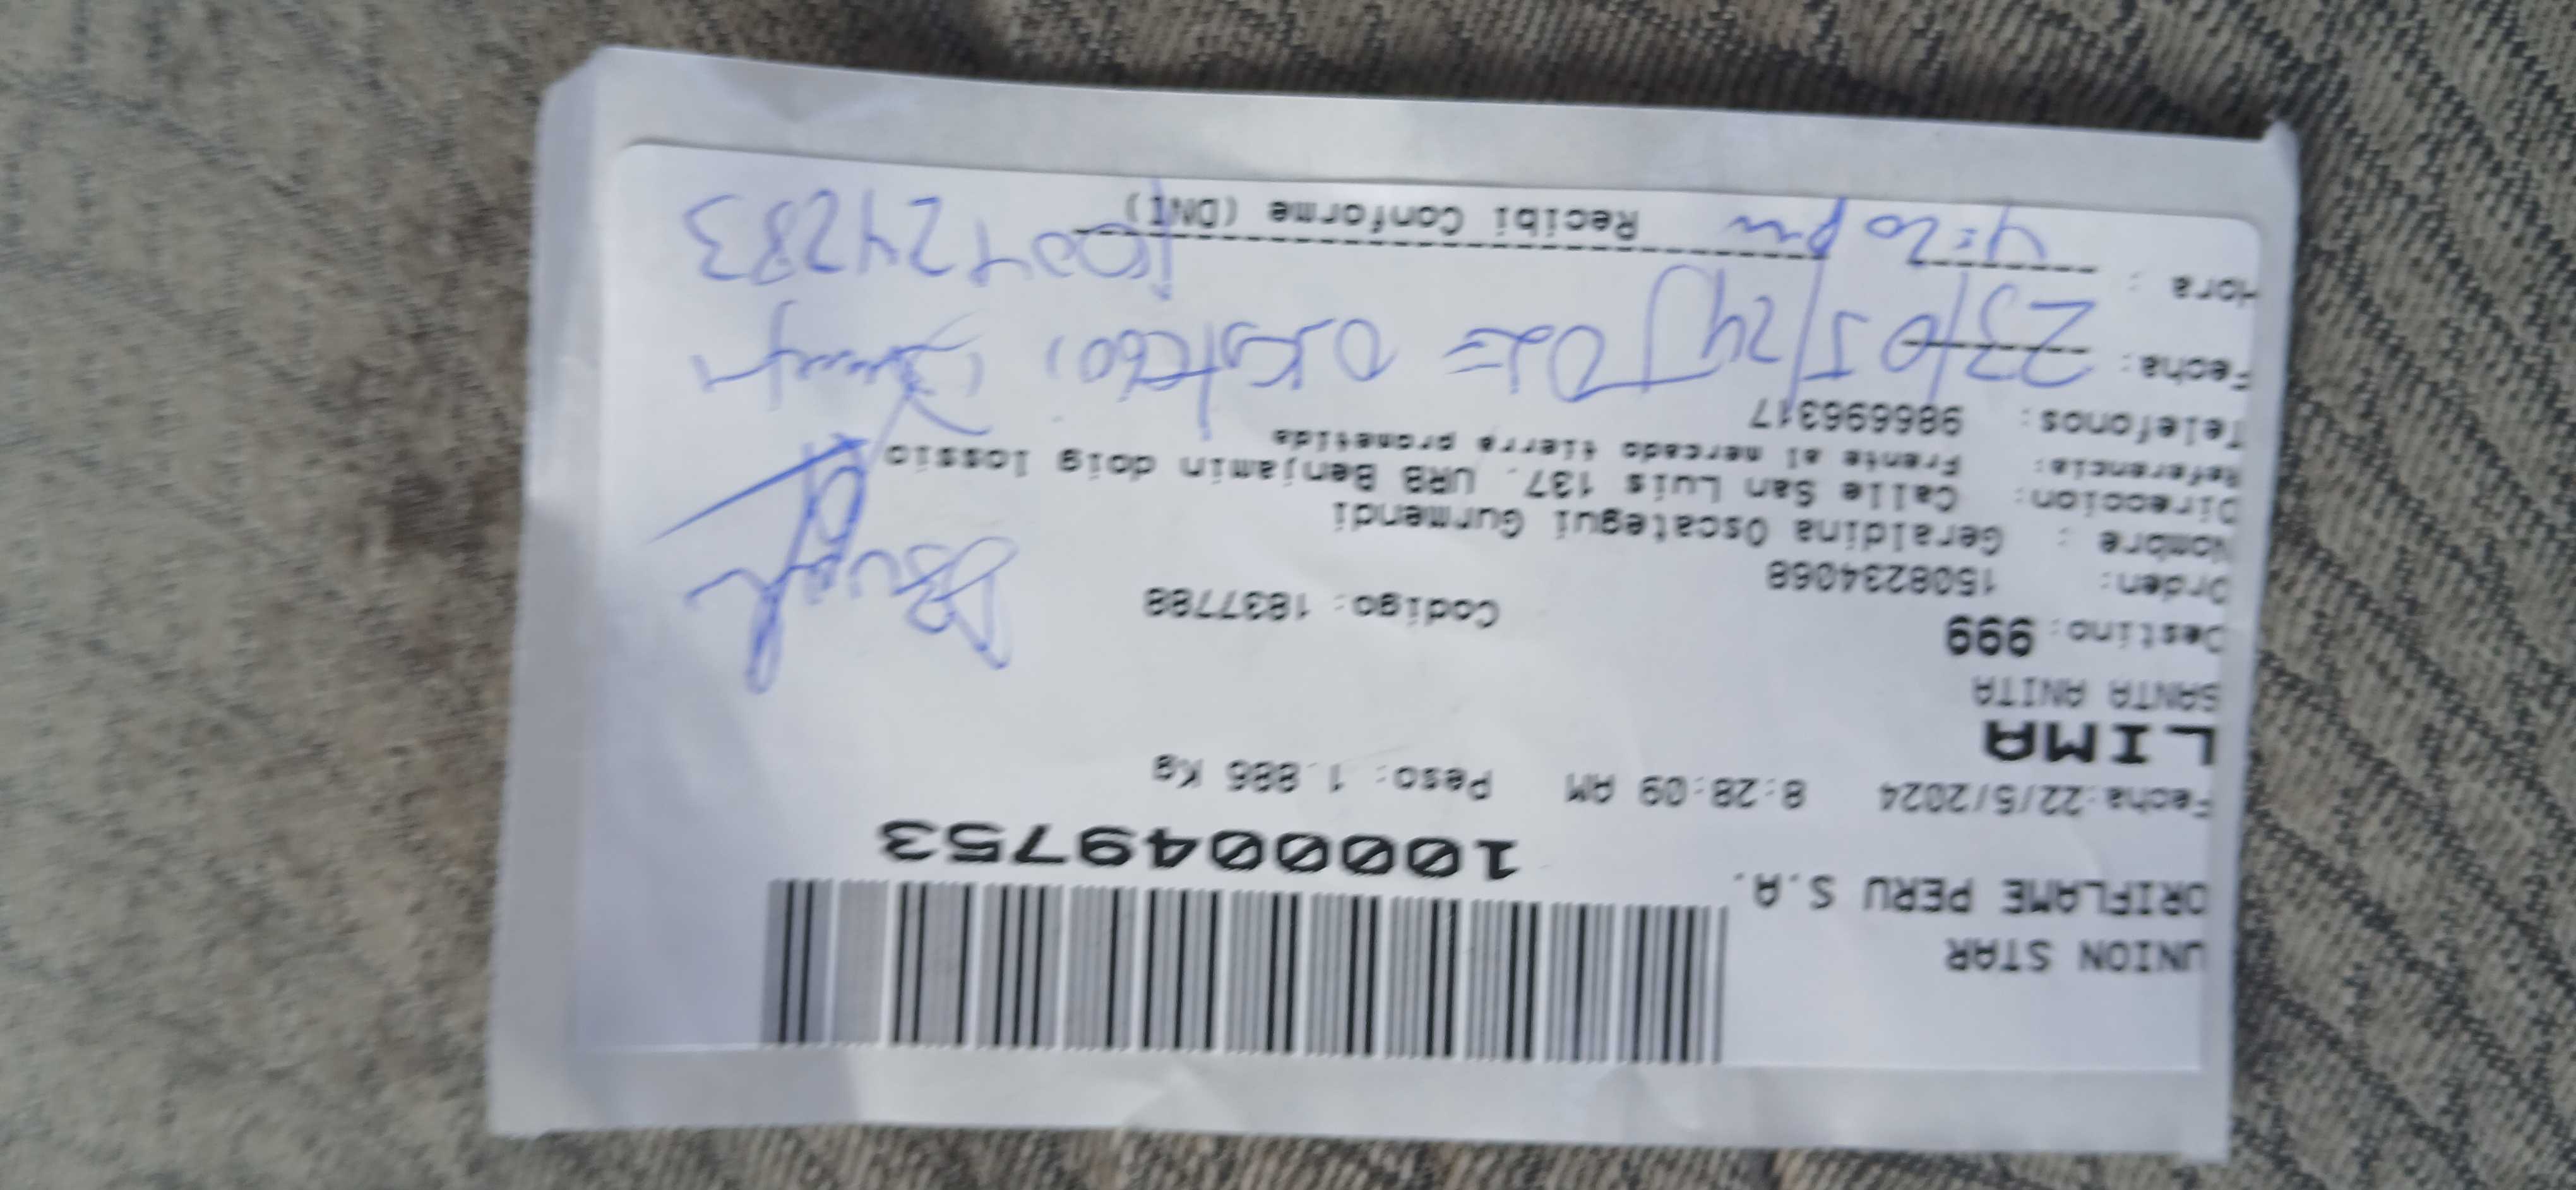 UNION STAR
ORIFLAME PERU S.A.
1000049753
Fecha:22/5/2024 8:28:09 AM Peso: 1.886 Kg
LIMA
SANTA ANITA
Destino: 999
Orden: 1508234068 Codigo: 1837788
Nombre : Geraldina Oscategui Gurmendi
Direccion: Calle San Luis 137. URB Benjamin doig lossio
Referencia: Frente al mercado tierra prometida
Telefonos: 986696317
Fecha: 23/05/24
Hora : 4:20 pm
Recibi Conforme (DNI)